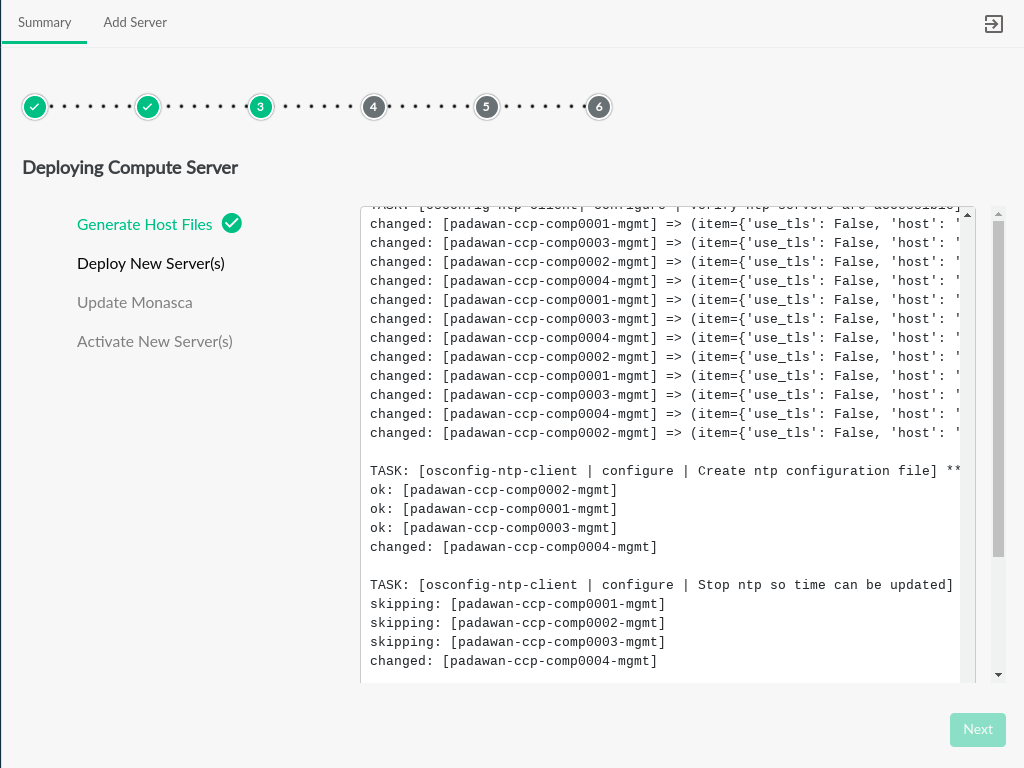 Summary Add Server
3 4 5 6
Deploying Compute Server
Generate Host Files
Deploy New Server(s)
Update Monasca
Activate New Server(s)
TASK: [osconfig-ntp-client| configure | Verify ntp servers are accessible]
changed: [padawan-ccp-comp0001-mgmt] => (item={'use_tls': False, 'host': '
changed: [padawan-ccp-comp0003-mgmt] => (item={'use_tls': False, 'host': '
changed: [padawan-ccp-comp0002-mgmt] => (item={'use_tls': False, 'host': '
changed: [padawan-ccp-comp0004-mgmt] => (item={'use_tls': False, 'host': '
changed: [padawan-ccp-comp0001-mgmt] => (item={'use_tls': False, 'host': '
changed: [padawan-ccp-comp0003-mgmt] => (item={'use_tls': False, 'host': '
changed: [padawan-ccp-comp0004-mgmt] => (item={'use_tls': False, 'host': '
changed: [padawan-ccp-comp0002-mgmt] => (item={'use_tls': False, 'host': '
changed: [padawan-ccp-comp0001-mgmt] => (item={'use_tls': False, 'host': '
changed: [padawan-ccp-comp0003-mgmt] => (item={'use_tls': False, 'host': '
changed: [padawan-ccp-comp0004-mgmt] => (item={'use_tls': False, 'host': '
changed: [padawan-ccp-comp0002-mgmt] => (item={'use_tls': False, 'host': '
TASK: [osconfig-ntp-client | configure | Create ntp configuration file] **
ok: [padawan-ccp-comp0002-mgmt]
ok: [padawan-ccp-comp0001-mgmt]
ok: [padawan-ccp-comp0003-mgmt]
changed: [padawan-ccp-comp0004-mgmt]
TASK: [osconfig-ntp-client | configure | Stop ntp so time can be updated]
skipping: [padawan-ccp-comp0001-mgmt]
skipping: [padawan-ccp-comp0002-mgmt]
skipping: [padawan-ccp-comp0003-mgmt]
changed: [padawan-ccp-comp0004-mgmt]
Next